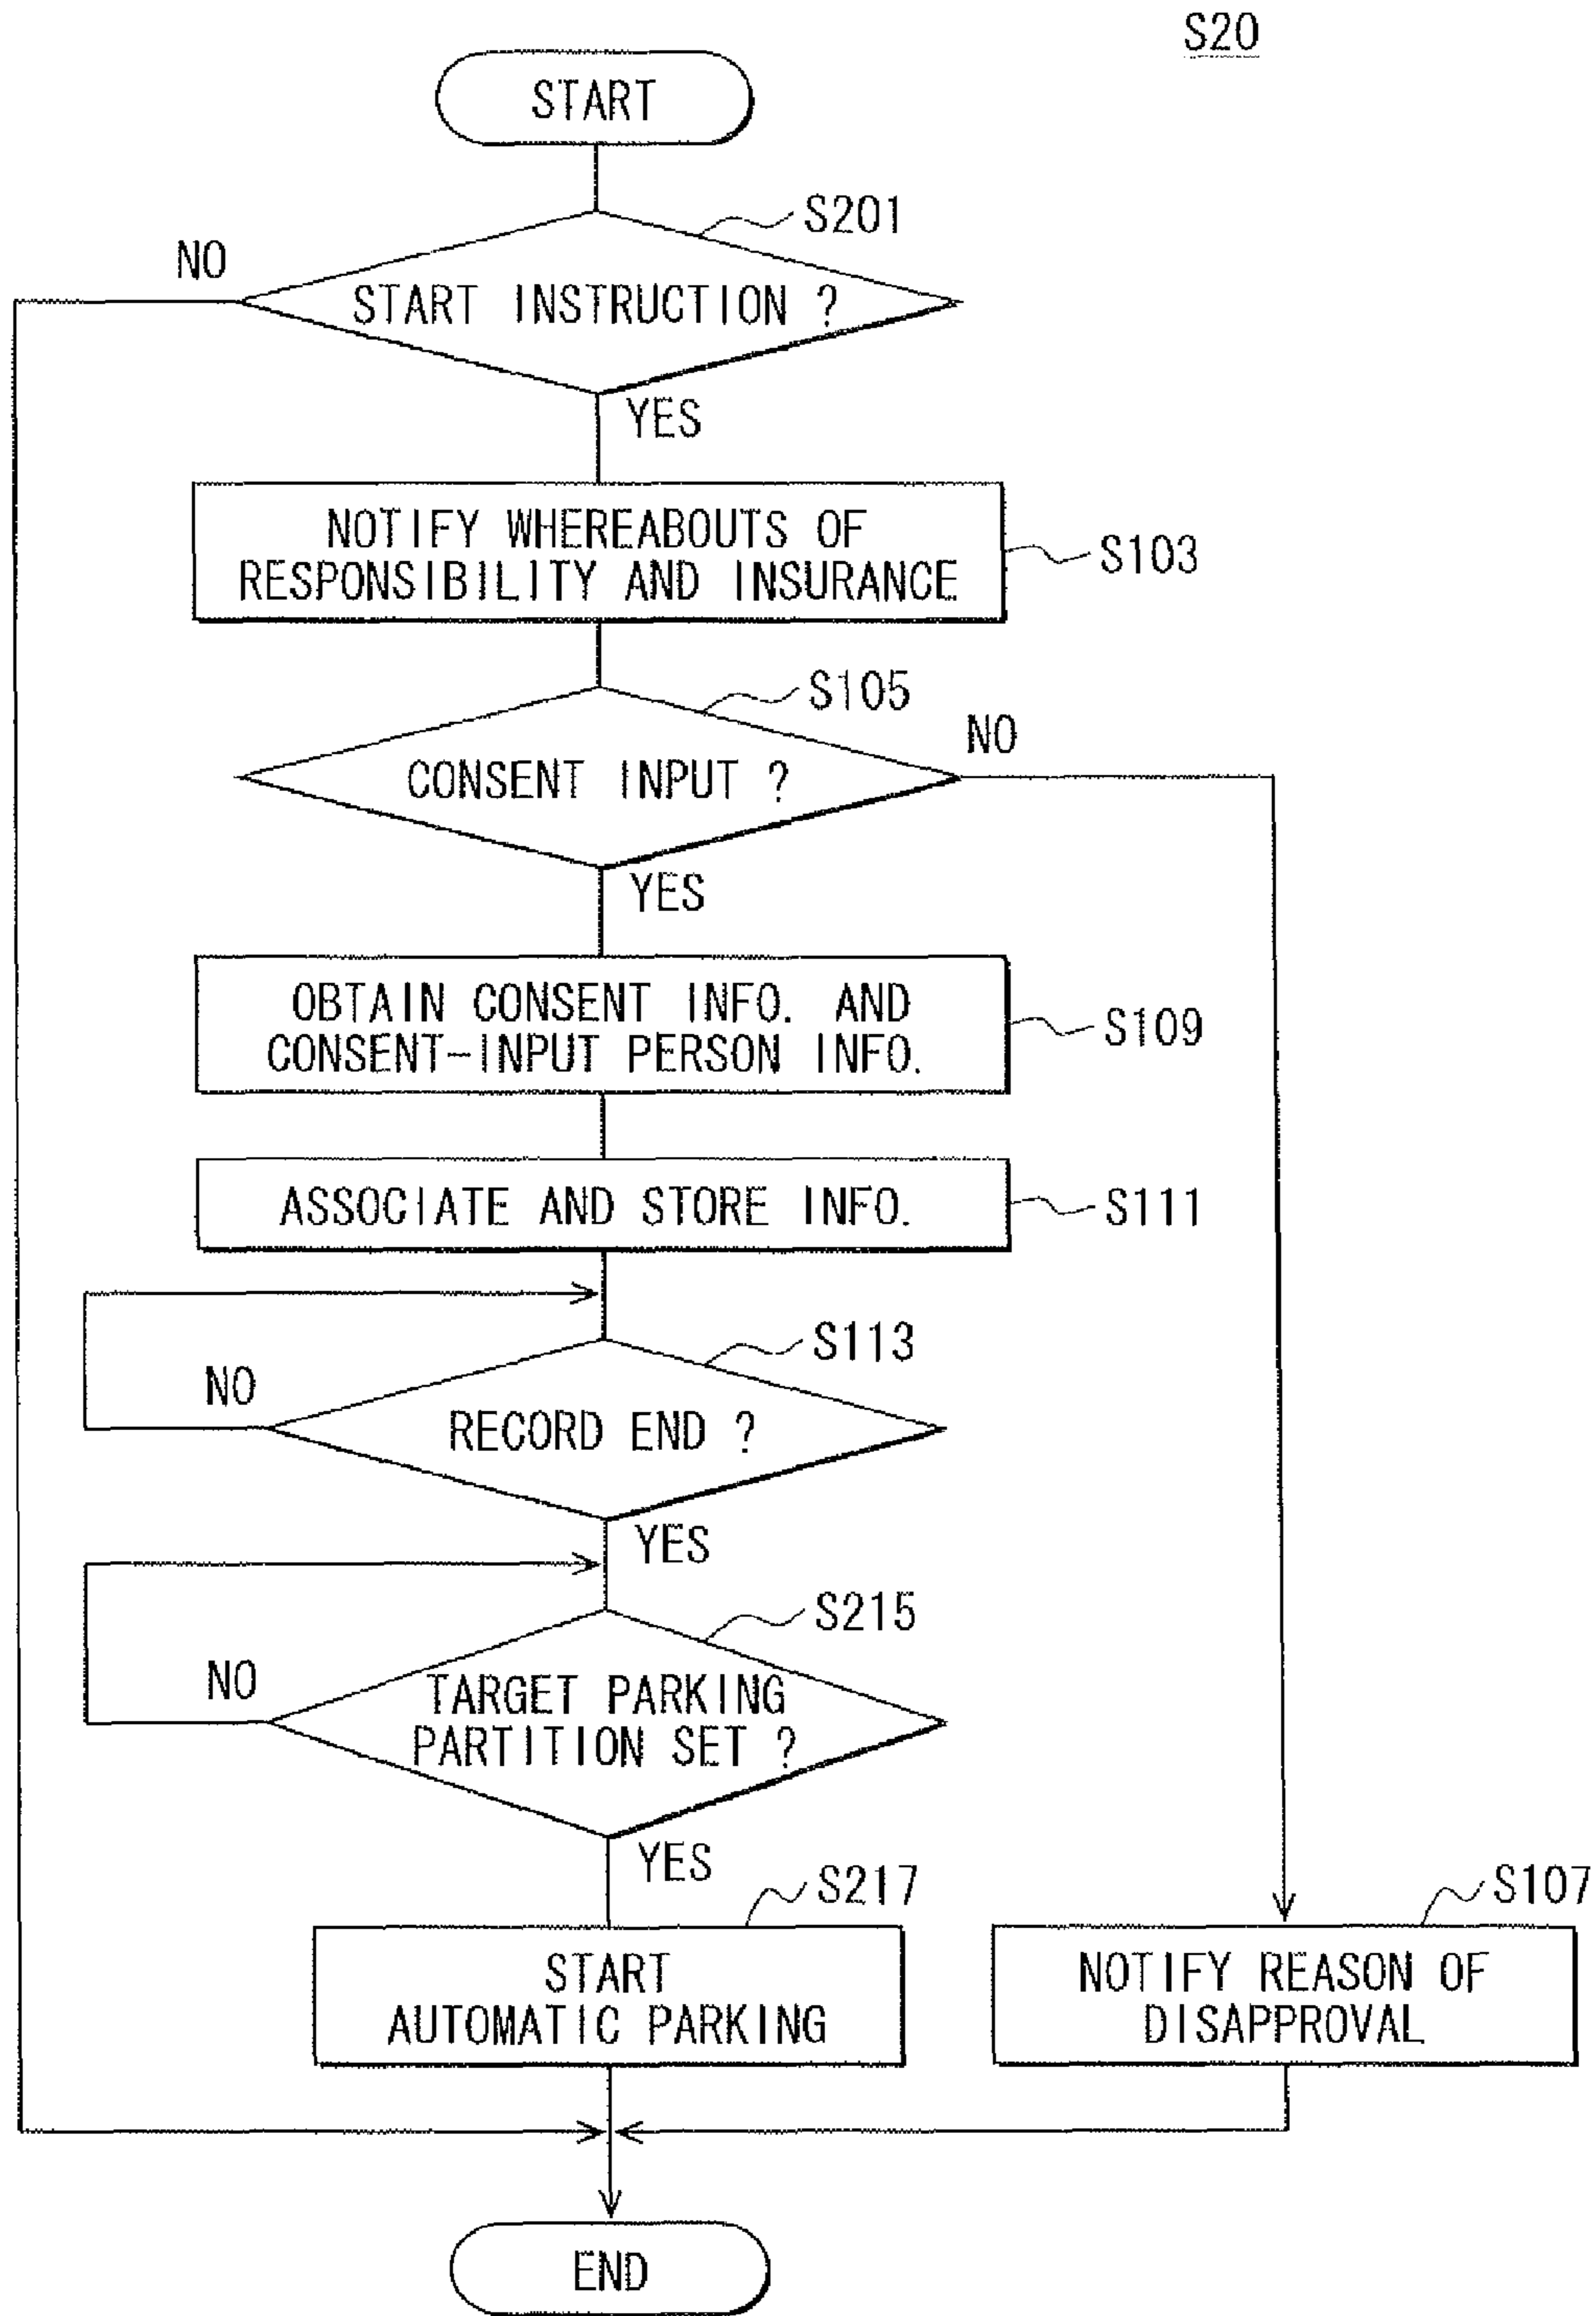 S20
START
S201
NO
START INSTRUCTION ?
YES
NOTIFY WHEREABOUTS OF
RESPONSIBILITY AND INSURANCE
S103
S105
NO
CONSENT INPUT ?
YES
OBTAIN CONSENT INFO. AND
CONSENT-INPUT PERSON INFO.
S109
ASSOCIATE AND STORE INFO.
S111
S113
NO
RECORD END ?
YES
S215
NO
TARGET PARKING
PARTITION SET ?
YES
S217
S107
START
AUTOMATIC PARKING
NOTIFY REASON OF
DISAPPROVAL
END